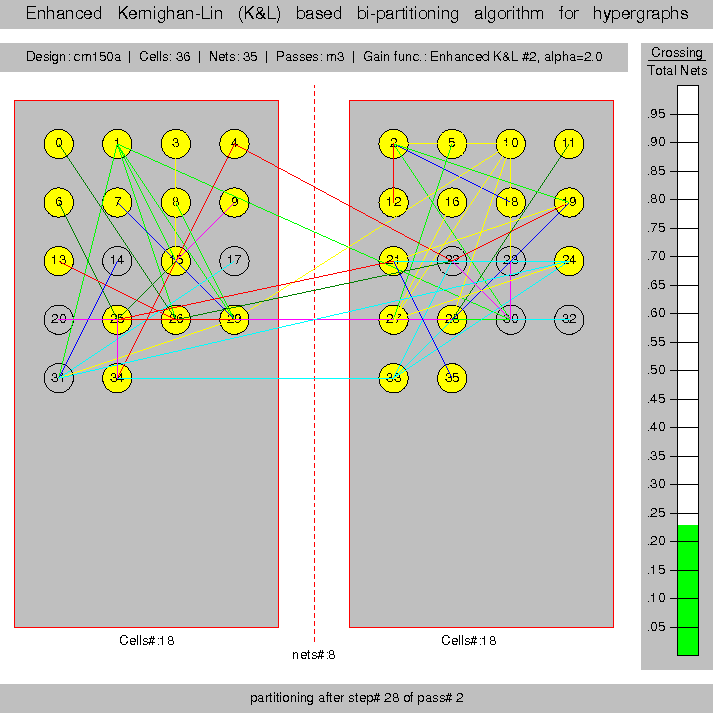 Enhanced Kernighan-Lin (K&L) based bi-partitioning algorithm for hypergraphs
Design: cm150a | Cells: 36 | Nets: 35 | Passes: m3 | Gain func.: Enhanced K&L #2, alpha=2.0
Crossing
Total Nets
0 1 3 4 2 5 10 11
6 7 8 9 12 16 18 19
13 14 15 17 21 22 23 24
20 25 26 29 27 28 30 32
31 34 33 35
.95
.90
.85
.80
.75
.70
.65
.60
.55
.50
.45
.40
.35
.30
.25
.20
.15
.10
.05
Cells#:18 Cells#:18
nets#:8
partitioning after step# 28 of pass# 2